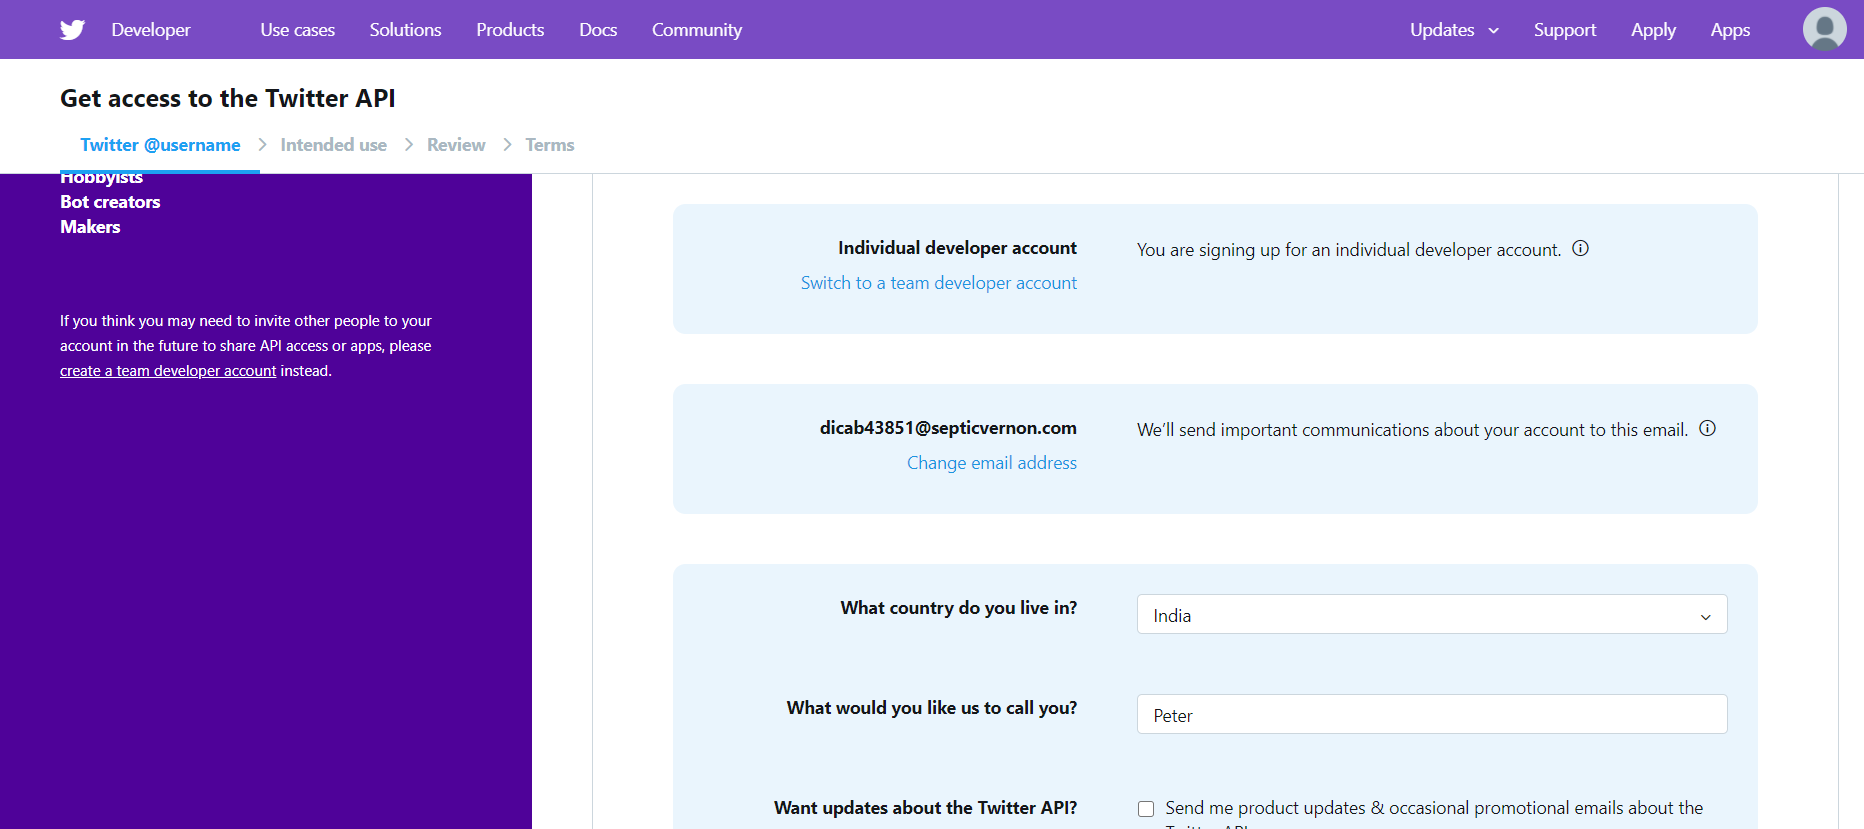 Developer Use cases Solutions Products Docs Community Updates Support Apply Apps
Get access to the Twitter API
Twitter @username Intended use Review Terms
Hobbyists
Bot creators
Makers
If you think you may need to invite other people to your
account in the future to share API access or apps, please
create a team developer account instead.
Individual developer account You are signing up for an individual developer account.
Switch to a team developer account
dicab43851@septicvernon.com We'll send important communications about your account to this email.
Change email address
What country do you live in? India
What would you like us to call you? Peter
Want updates about the Twitter API? Send me product updates & occasional promotional emails about the
Twitter API